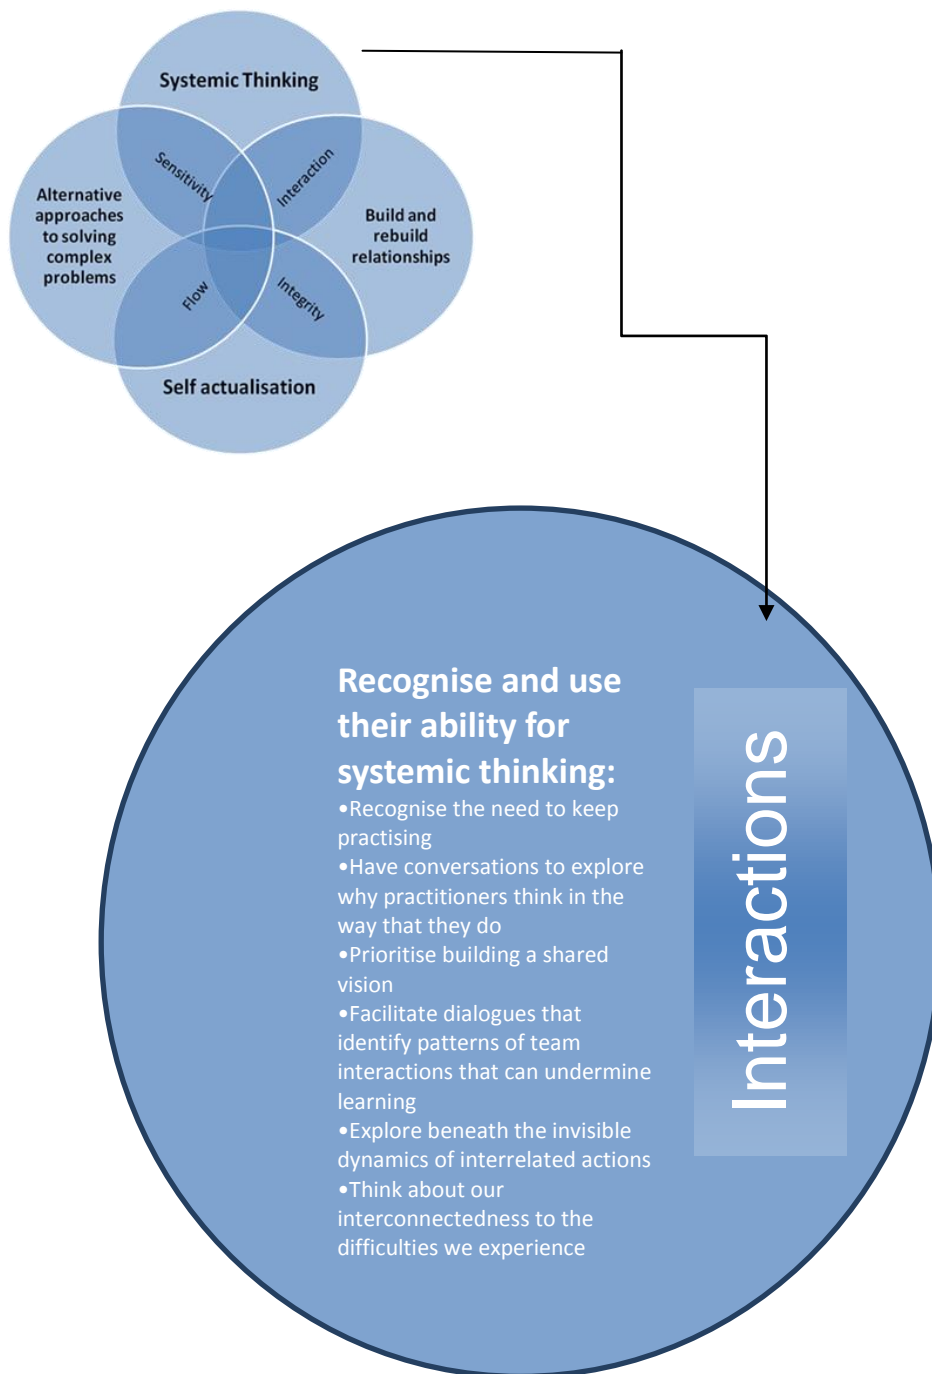 Systemic Thinking
Sensitivity
Interaction
Alternative
approaches
to solving
complex
problems
Build and
rebuild
relationships
Flow
Integrity
Self actualisation
Recognise and use
their ability for
systemic thinking:
•Recognise the need to keep
practising
•Have conversations to explore
why practitioners think in the
way that they do
•Prioritise building a shared
vision
•Facilitate dialogues that
identify patterns of team
interactions that can undermine
learning
•Explore beneath the invisible
dynamics of interrelated actions
•Think about our
interconnectedness to the
difficulties we experience
Interactions